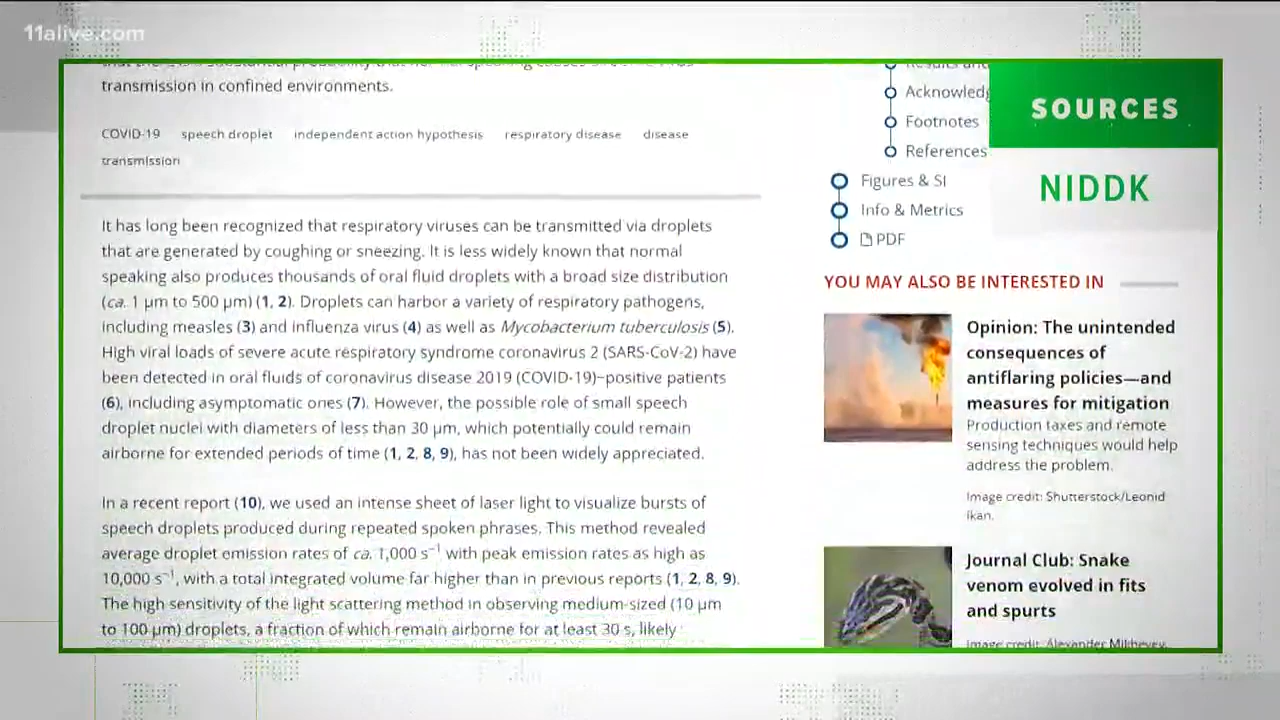 11alive.com
transmission in confined environments.
COVID-19 speech droplet independent action hypothesis respiratory disease disease
transmission
It has long been recognized that respiratory viruses can be transmitted via droplets
that are generated by coughing or sneezing. It is less widely known that normal
speaking also produces thousands of oral fluid droplets with a broad size distribution
(ca. 1 μm to 500 μm) (1, 2). Droplets can harbor a variety of respiratory pathogens,
including measles (3) and influenza virus (4) as well as Mycobacterium tuberculosis (5).
High viral loads of severe acute respiratory syndrome coronavirus 2 (SARS-CoV-2) have
been detected in oral fluids of coronavirus disease 2019 (COVID-19)−positive patients
(6), including asymptomatic ones (7). However, the possible role of small speech
droplet nuclei with diameters of less than 30 μm, which potentially could remain
airborne for extended periods of time (1, 2, 8, 9), has not been widely appreciated.
In a recent report (10), we used an intense sheet of laser light to visualize bursts of
speech droplets produced during repeated spoken phrases. This method revealed
average droplet emission rates of ca. 1,000 s⁻¹ with peak emission rates as high as
10,000 s⁻¹, with a total integrated volume far higher than in previous reports (1, 2, 8, 9).
The high sensitivity of the light scattering method in observing medium-sized (10 μm
to 100 μm) droplets, a fraction of which remain airborne for at least 30 s, likely
Results and
Acknowledg
Footnotes
References
Figures & SI
Info & Metrics
PDF
SOURCES
NIDDK
YOU MAY ALSO BE INTERESTED IN
Opinion: The unintended
consequences of
antiflaring policies—and
measures for mitigation
Production taxes and remote
sensing techniques would help
address the problem.
Image credit: Shutterstock/Leonid
Ikan.
Journal Club: Snake
venom evolved in fits
and spurts
Image credit: Alexander Mikheyev.